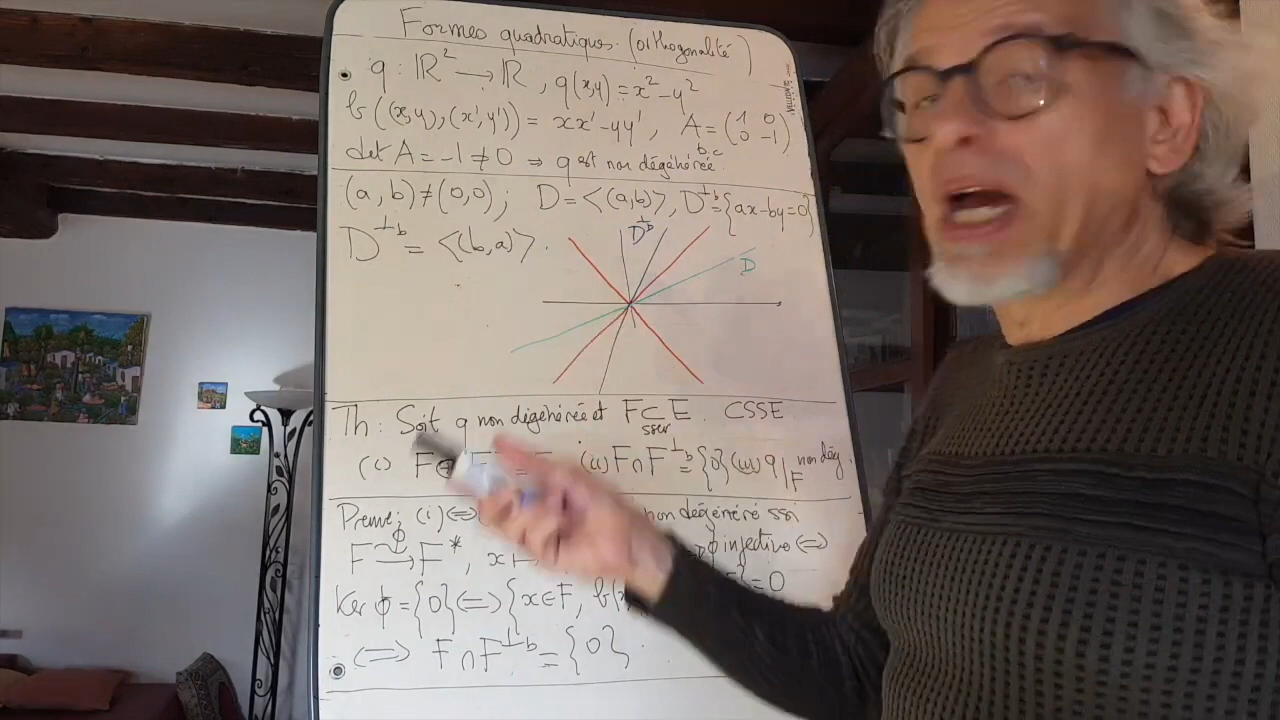 Formes quadratiques. (orthogonalité)
q : ℝ² → ℝ, q(x,y) = x² − y²
b((x,y),(x',y')) = xx' − yy', A = (1 0 / 0 −1)
b.c
det A = −1 ≠ 0 ⇒ q est non dégénérée
(a,b) ≠ (0,0); D = <(a,b)>, D^⊥b = {ax−by=0}
D^⊥b = <(b,a)>.
D^⊥b
D
Th: Soit q non dégénérée et F ⊂ E. CSSE
ssev
(i) F⊕F (ii) F∩F^⊥b = {0} (iii) q|F non dég.
Preuve: (i) ⇔ non dégénéré ssi
F →^Φ F*, x ↦ Φ injective ⇔
Ker Φ = {0} ⇔ {x∈F, b(x, } = 0
⇔ F∩F^⊥b = {0}.